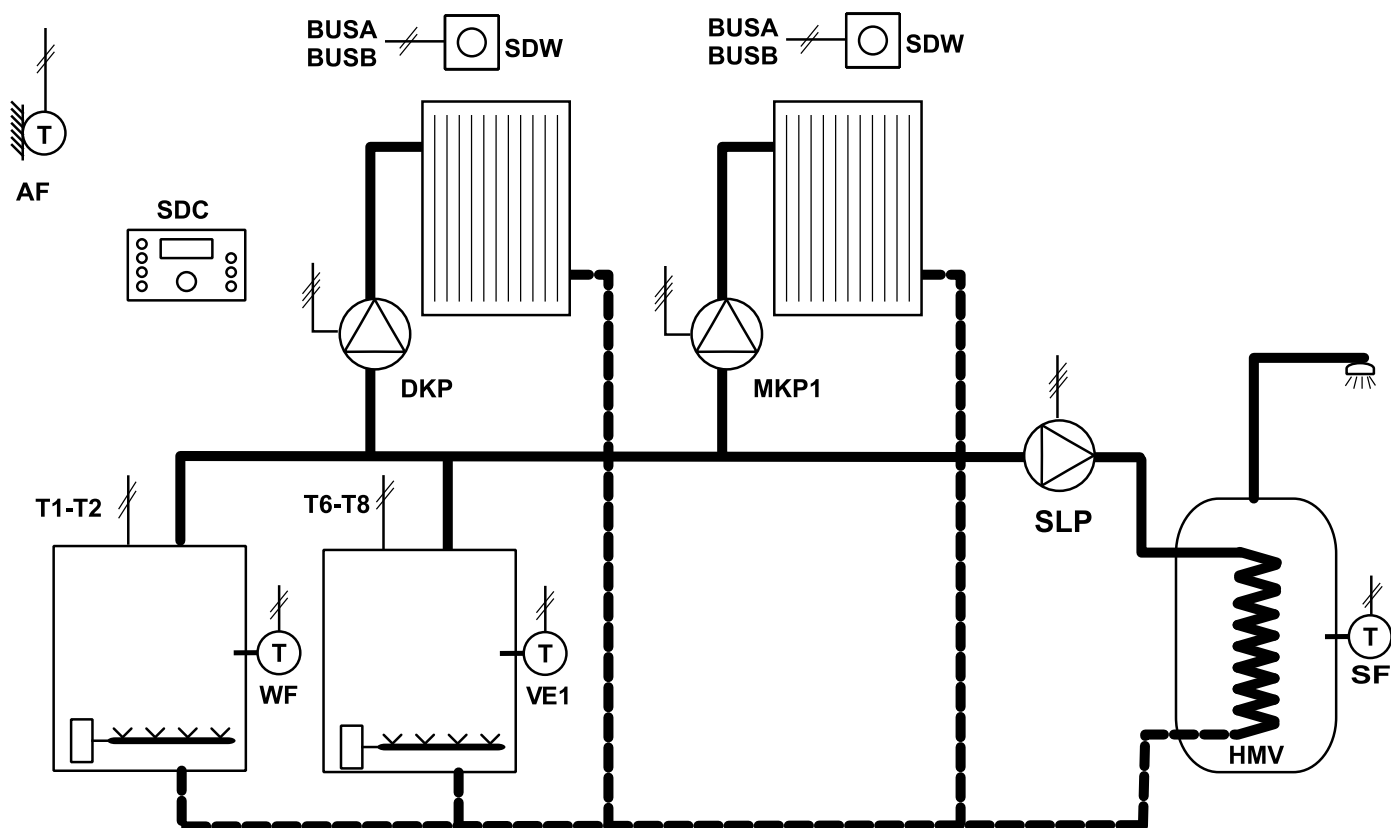 BUSA
BUSB
SDW
BUSA
BUSB
SDW
T
AF
SDC
DKP
MKP1
T1-T2
T6-T8
SLP
T
WF
T
VE1
T
SF
HMV